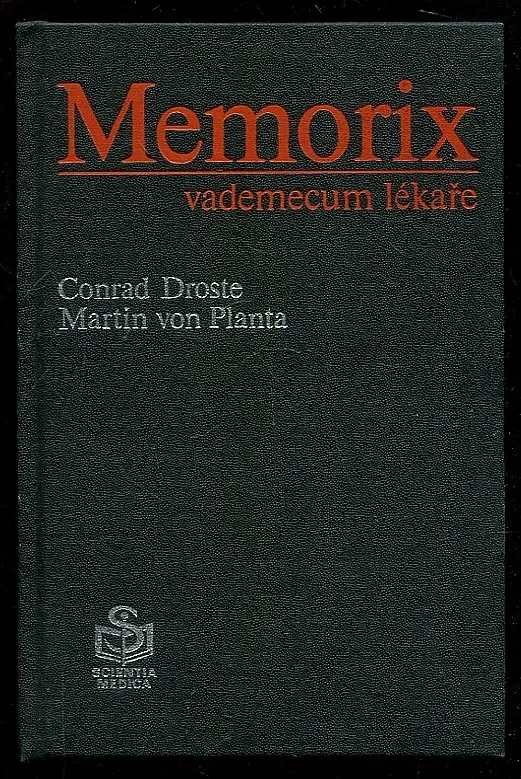 Memorix
vademecum lékaře
Conrad Droste
Martin von Planta
SCIENTIA
MEDICA